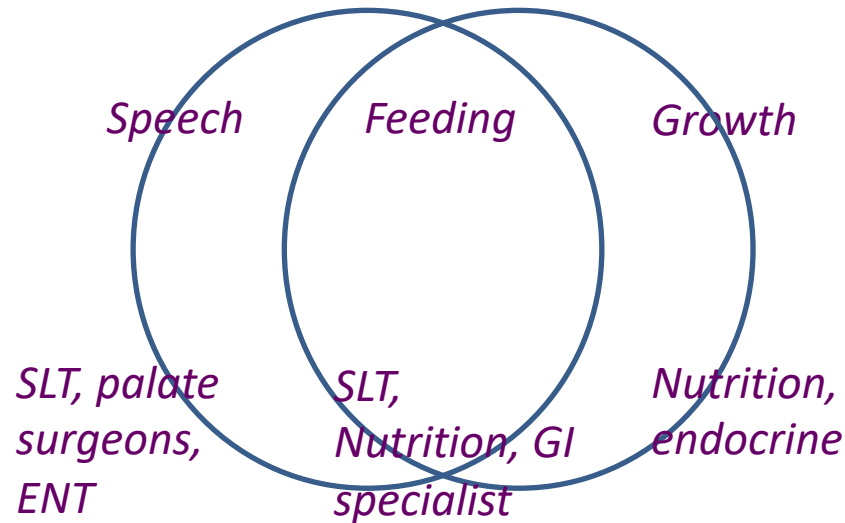 Speech
Feeding
Growth
SLT, palate
surgeons,
ENT
SLT,
Nutrition, GI
specialist
Nutrition,
endocrine